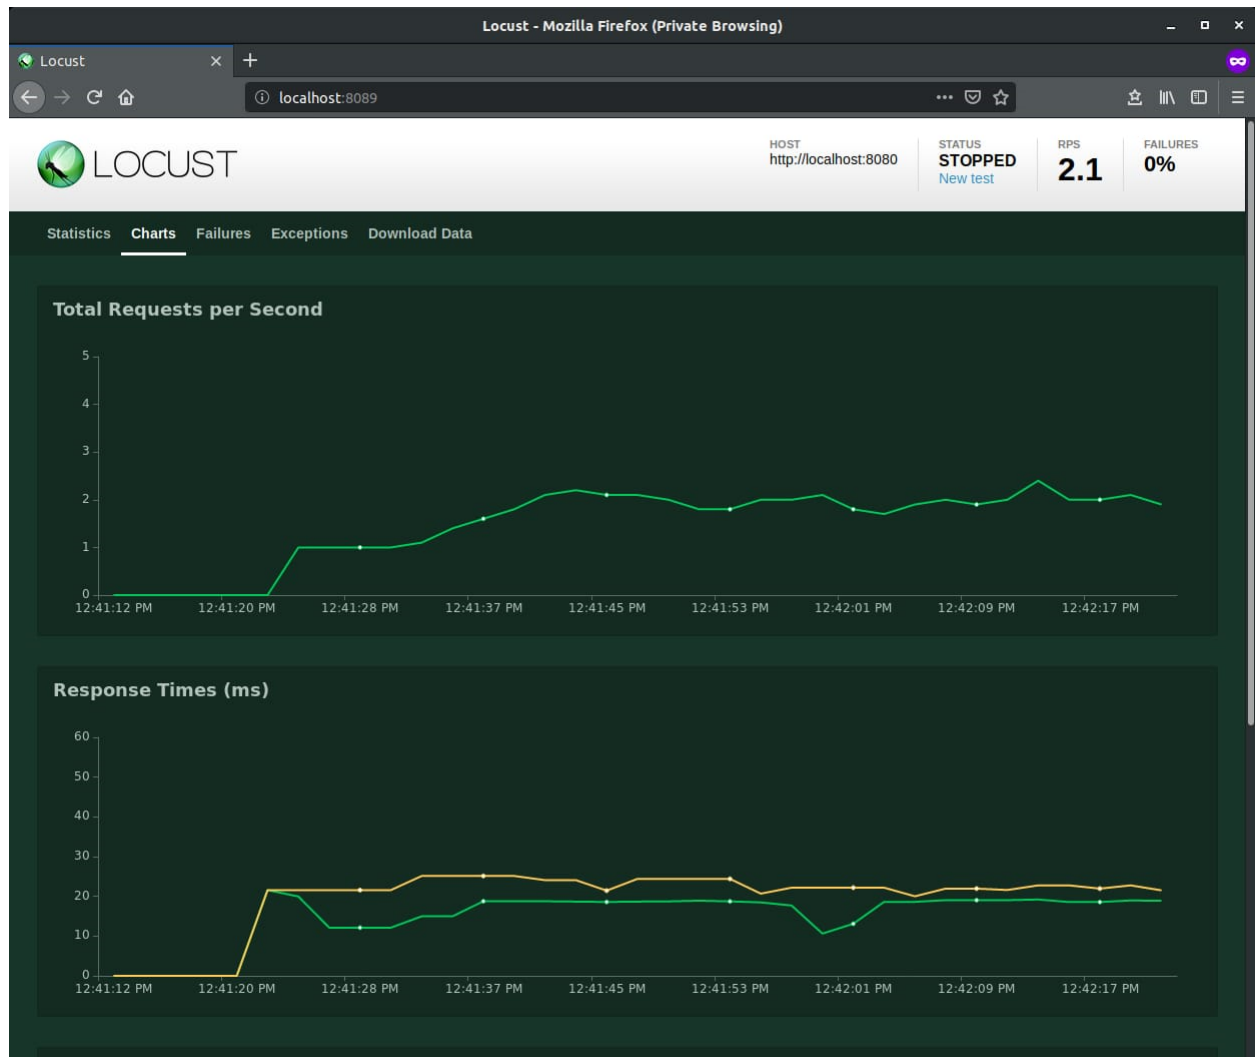 Locust - Mozilla Firefox (Private Browsing)
Locust
localhost:8089
LOCUST
HOST
http://localhost:8080
STATUS
STOPPED
New test
RPS
2.1
FAILURES
0%
Statistics Charts Failures Exceptions Download Data
Total Requests per Second
5
4
3
2
1
0
12:41:12 PM 12:41:20 PM 12:41:28 PM 12:41:37 PM 12:41:45 PM 12:41:53 PM 12:42:01 PM 12:42:09 PM 12:42:17 PM
Response Times (ms)
60
50
40
30
20
10
0
12:41:12 PM 12:41:20 PM 12:41:28 PM 12:41:37 PM 12:41:45 PM 12:41:53 PM 12:42:01 PM 12:42:09 PM 12:42:17 PM